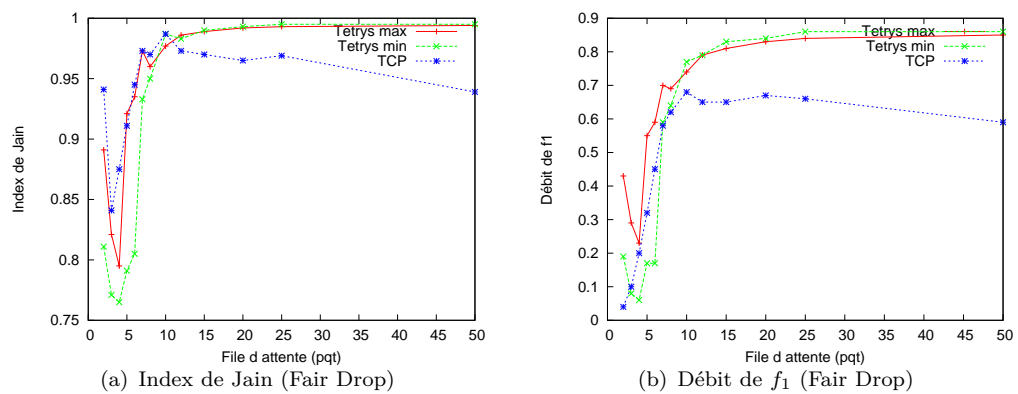 1
0.95
0.9
0.85
0.8
0.75
0 5 10 15 20 25 30 35 40 45 50
Index de Jain
File d attente (pqt)
Tetrys max
Tetrys min
TCP
(a) Index de Jain (Fair Drop)
0.9
0.8
0.7
0.6
0.5
0.4
0.3
0.2
0.1
0
0 5 10 15 20 25 30 35 40 45 50
Débit de f1
File d attente (pqt)
Tetrys max
Tetrys min
TCP
(b) Débit de f₁ (Fair Drop)